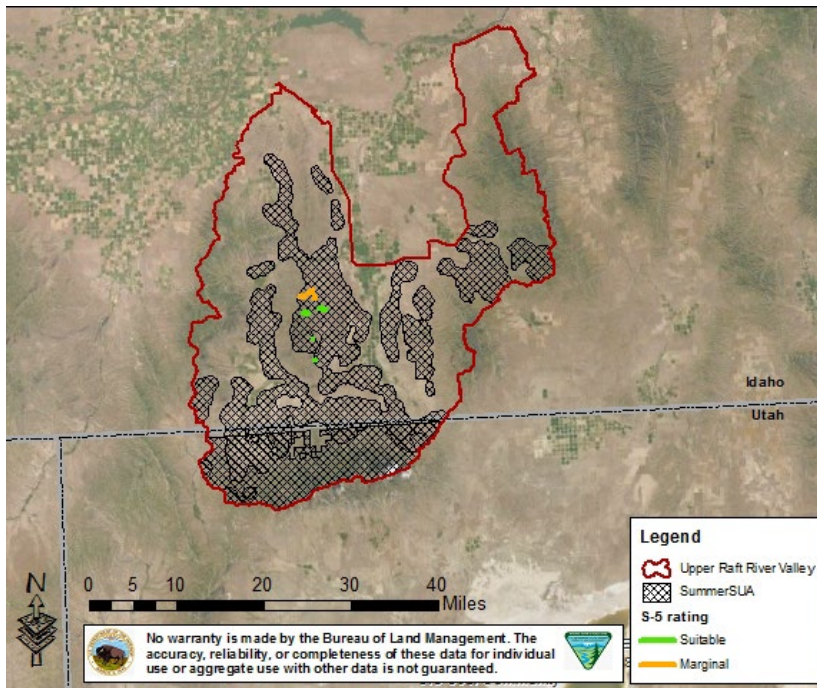 Idaho
Utah
N
0 5 10 20 30 40
Miles
Legend
Upper Raft River Valley
SummerSUA
S-5 rating
Suitable
Marginal
No warranty is made by the Bureau of Land Management. The
accuracy, reliability, or completeness of these data for individual
use or aggregate use with other data is not guaranteed.